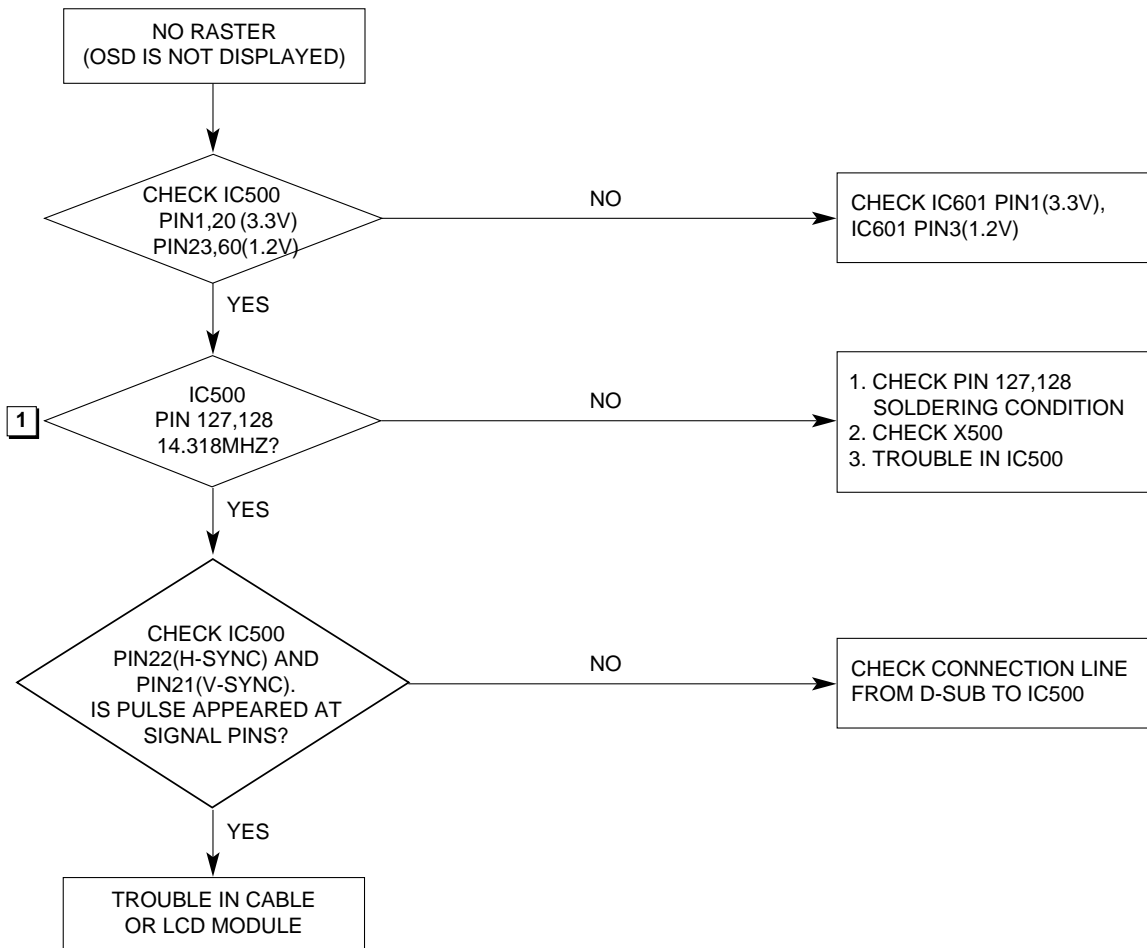 NO RASTER
(OSD IS NOT DISPLAYED)
CHECK IC500
PIN1,20 (3.3V)
PIN23,60(1.2V)
NO
CHECK IC601 PIN1(3.3V),
IC601 PIN3(1.2V)
YES
1
IC500
PIN 127,128
14.318MHZ?
NO
1. CHECK PIN 127,128
SOLDERING CONDITION
2. CHECK X500
3. TROUBLE IN IC500
YES
CHECK IC500
PIN22(H-SYNC) AND
PIN21(V-SYNC).
IS PULSE APPEARED AT
SIGNAL PINS?
NO
CHECK CONNECTION LINE
FROM D-SUB TO IC500
YES
TROUBLE IN CABLE
OR LCD MODULE